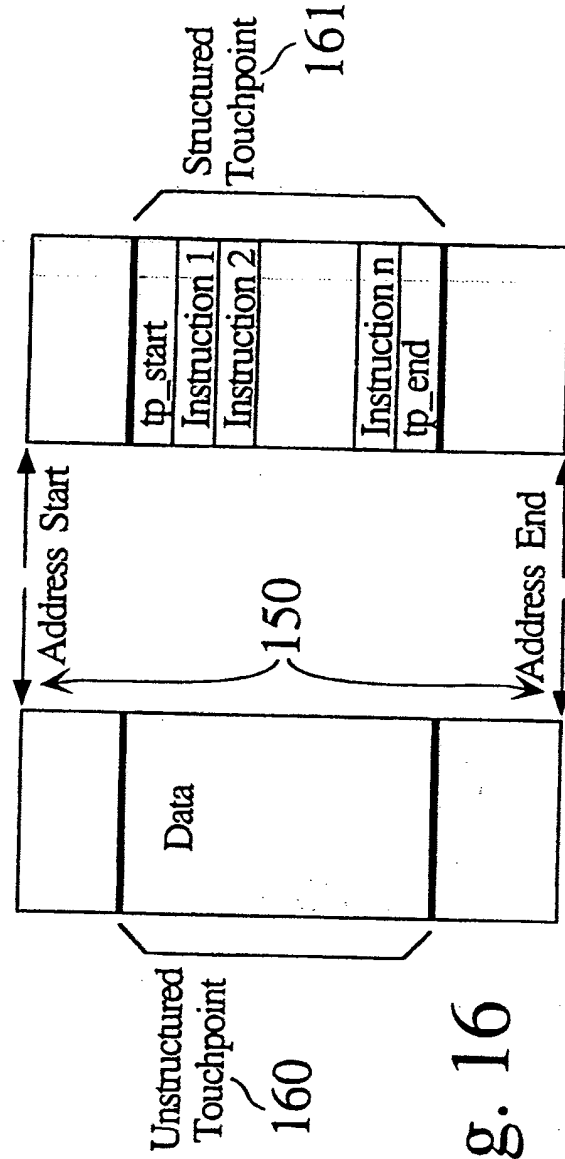 Unstructured
Touchpoint
160
Data
Address Start
150
Address End
tp_start
Instruction 1
Instruction 2
Instruction n
tp_end
Structured
Touchpoint
161
g. 16